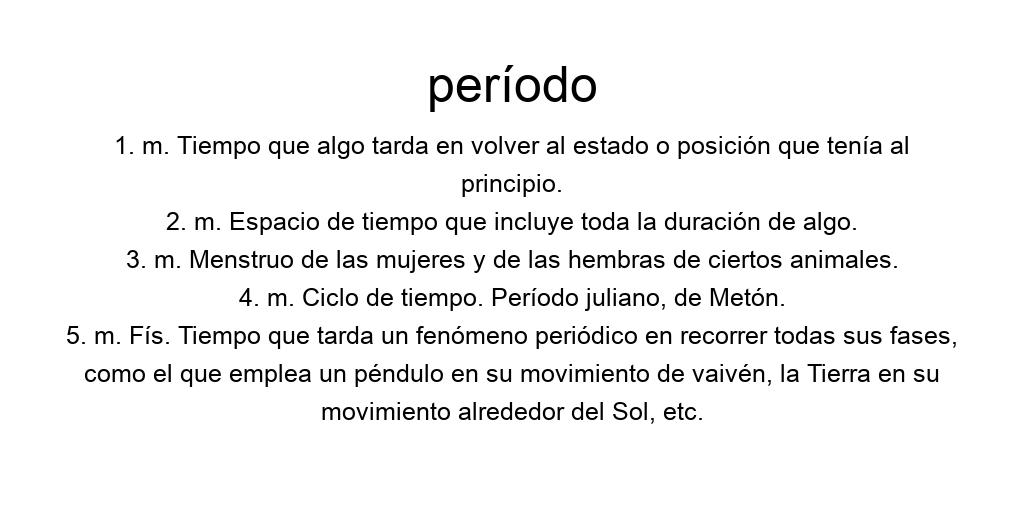 período
1. m. Tiempo que algo tarda en volver al estado o posición que tenía al
principio.
2. m. Espacio de tiempo que incluye toda la duración de algo.
3. m. Menstruo de las mujeres y de las hembras de ciertos animales.
4. m. Ciclo de tiempo. Período juliano, de Metón.
5. m. Fís. Tiempo que tarda un fenómeno periódico en recorrer todas sus fases,
como el que emplea un péndulo en su movimiento de vaivén, la Tierra en su
movimiento alrededor del Sol, etc.